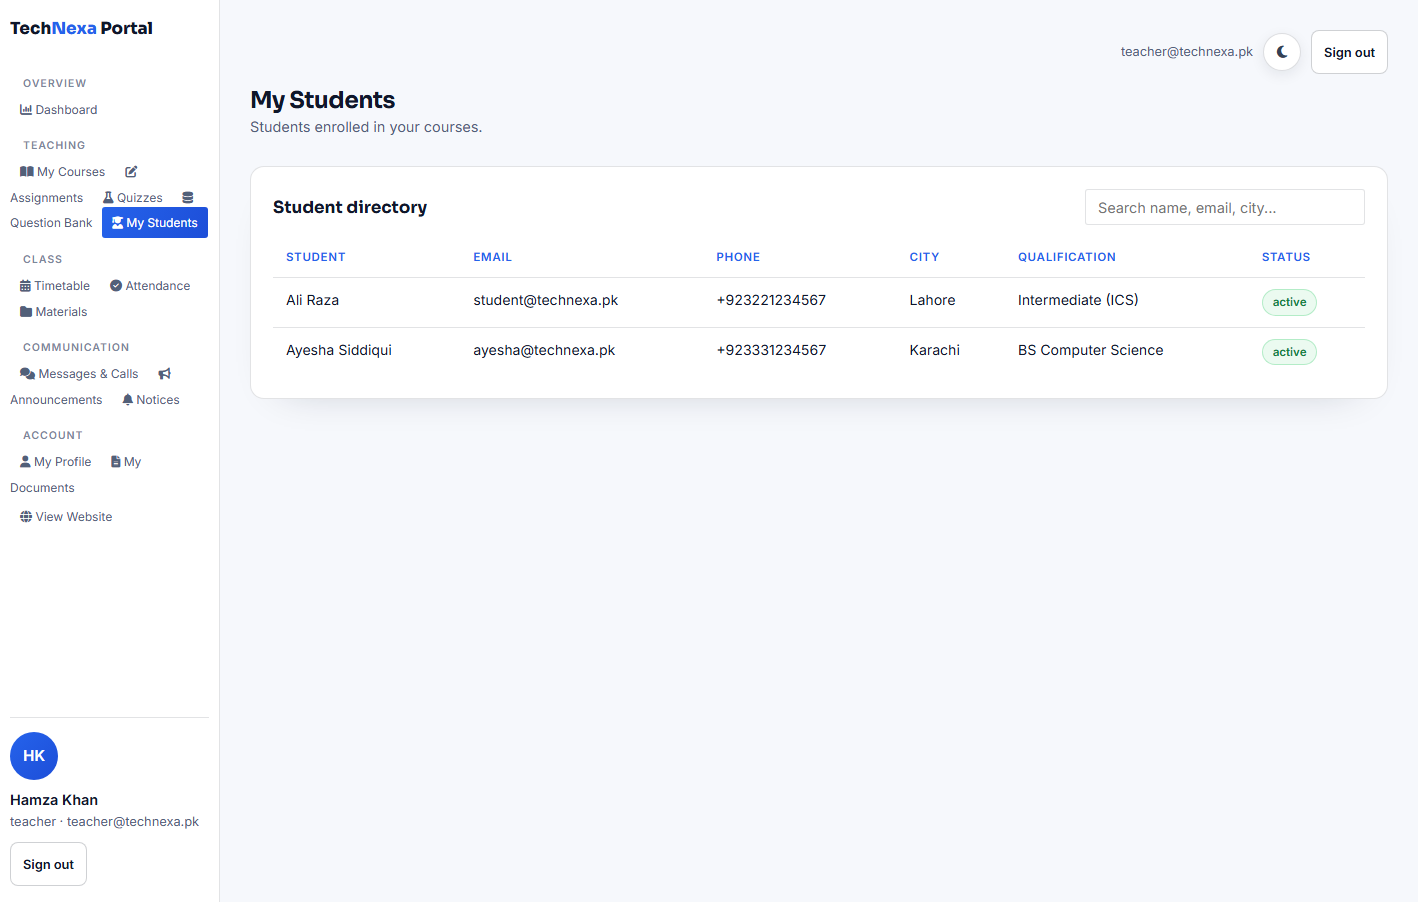 TechNexa Portal
OVERVIEW
Dashboard
TEACHING
My Courses
Assignments Quizzes
Question Bank My Students
CLASS
Timetable Attendance
Materials
COMMUNICATION
Messages & Calls
Announcements Notices
ACCOUNT
My Profile My
Documents
View Website
HK
Hamza Khan
teacher · teacher@technexa.pk
Sign out
teacher@technexa.pk Sign out
My Students
Students enrolled in your courses.
Student directory Search name, email, city...
STUDENT EMAIL PHONE CITY QUALIFICATION STATUS
Ali Raza student@technexa.pk +923221234567 Lahore Intermediate (ICS) active
Ayesha Siddiqui ayesha@technexa.pk +923331234567 Karachi BS Computer Science active